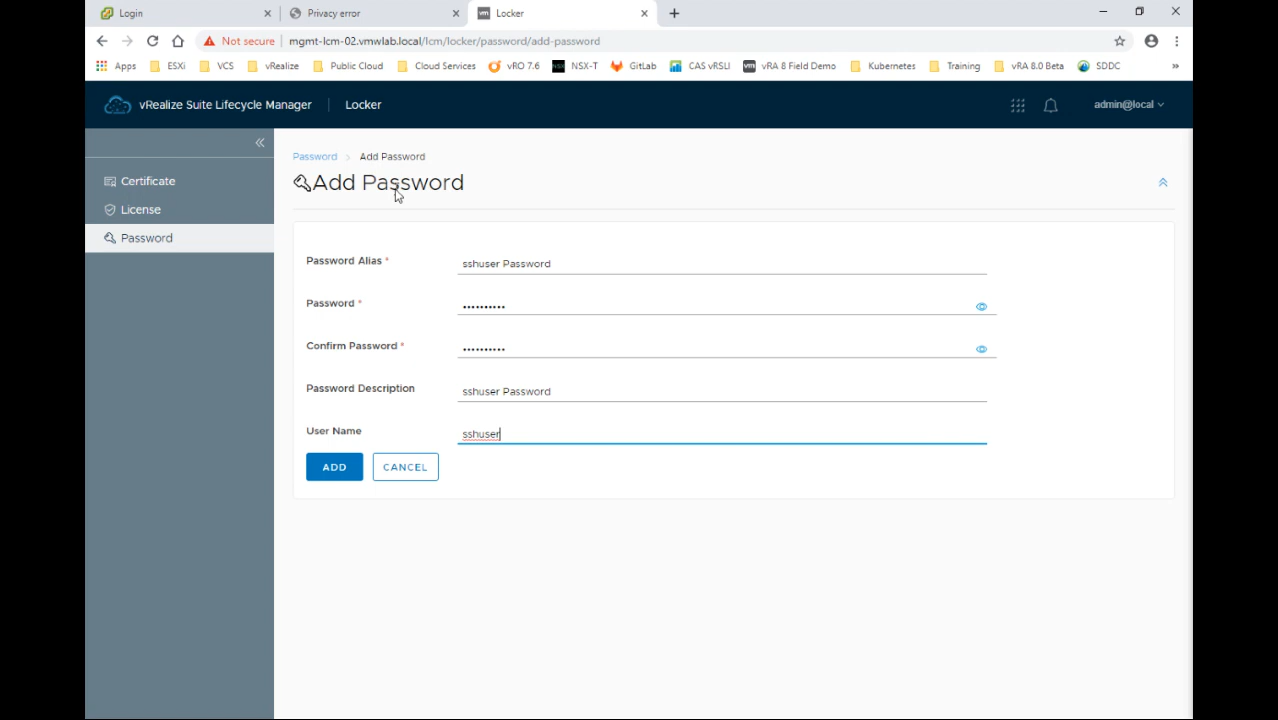 Login
Privacy error
vm Locker
Not secure mgmt-lcm-02.vmwlab.local/lcm/locker/password/add-password
Apps ESXi VCS vRealize Public Cloud Cloud Services vRO 7.6 NSX NSX-T GitLab CAS vRSLI vm vRA 8 Field Demo Kubernetes Training vRA 8.0 Beta SDDC »
vRealize Suite Lifecycle Manager Locker admin@local
Certificate
License
Password
Password > Add Password
Add Password
Password Alias * sshuser Password
Password * ••••••••••
Confirm Password * ••••••••••
Password Description sshuser Password
User Name sshuser
ADD CANCEL